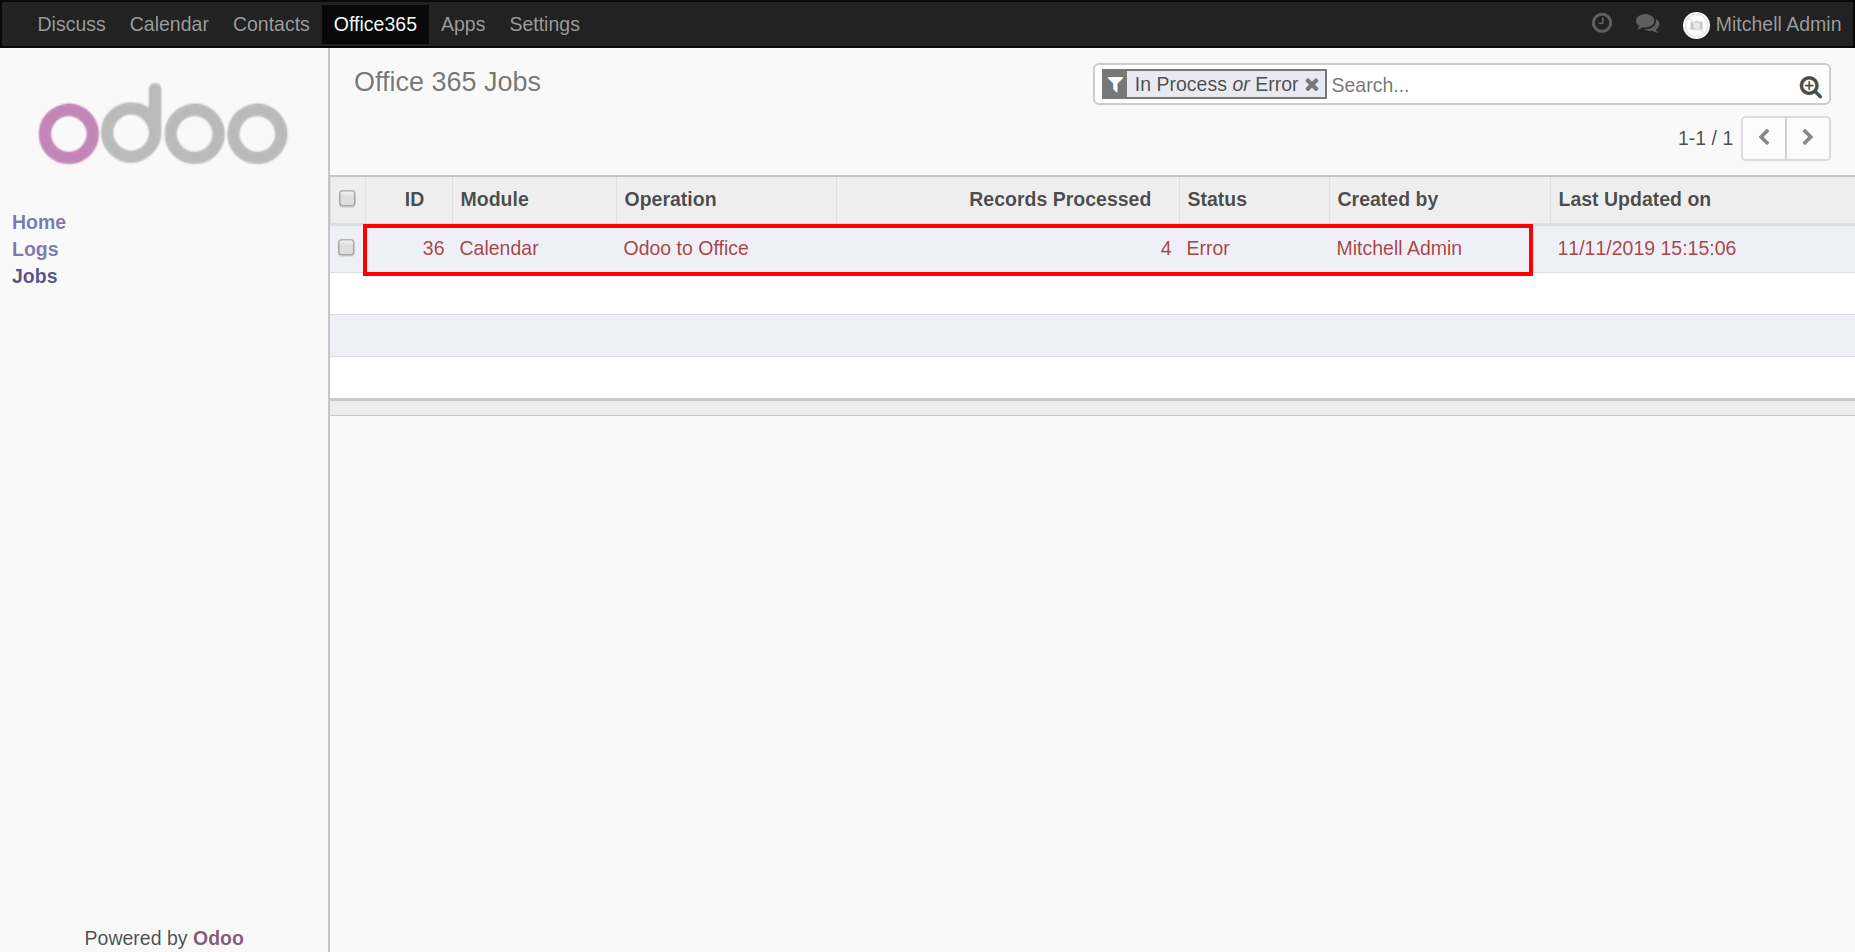 Discuss Calendar Contacts Office365 Apps Settings Mitchell Admin
odoo
Home
Logs
Jobs
Powered by Odoo
Office 365 Jobs
In Process or Error Search...
1-1 / 1
ID Module Operation Records Processed Status Created by Last Updated on
36 Calendar Odoo to Office 4 Error Mitchell Admin 11/11/2019 15:15:06